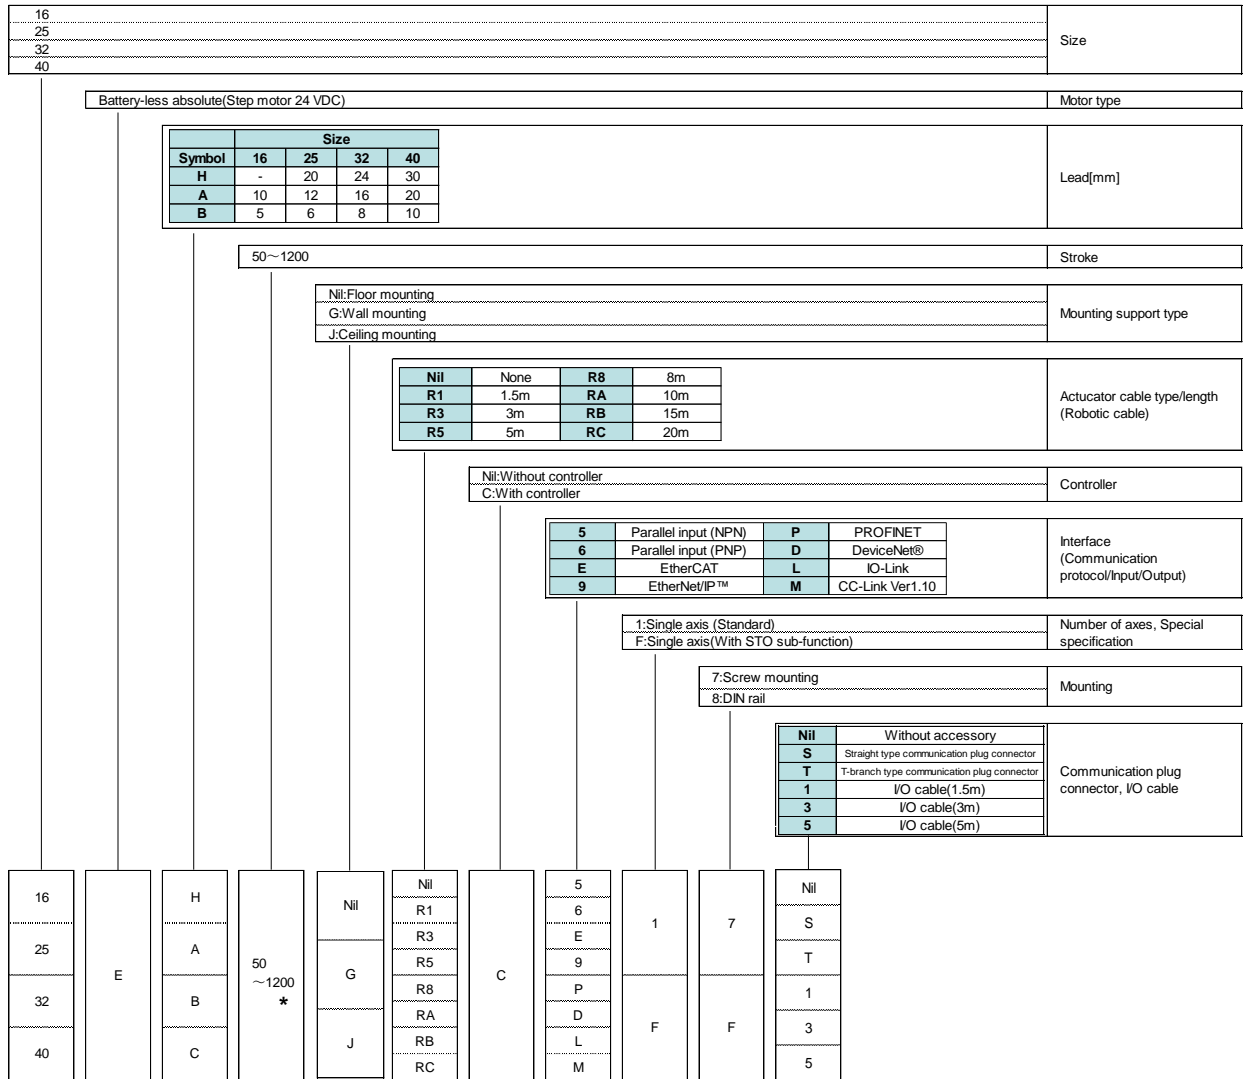 16
25
Size
32
40
Battery-less absolute(Step motor 24 VDC) Motor type
Size
Symbol 16 25 32 40
H - 20 24 30
Lead[mm]
A 10 12 16 20
B 5 6 8 10
50～1200 Stroke
Nil:Floor mounting
G:Wall mounting Mounting support type
J:Ceiling mounting
Nil None R8 8m
R1 1.5m RA 10m
R3 3m RB 15m
R5 5m RC 20m
Actucator cable type/length
(Robotic cable)
Nil:Without controller
C:With controller
Controller
5 Parallel input (NPN) P PROFINET
6 Parallel input (PNP) D DeviceNet®
E EtherCAT L IO-Link
9 EtherNet/IP™ M CC-Link Ver1.10
Interface
(Communication
protocol/Input/Output)
1:Single axis (Standard)
F:Single axis(With STO sub-function)
Number of axes, Special
specification
7:Screw mounting
8:DIN rail
Mounting
Nil Without accessory
S Straight type communication plug connector
T T-branch type communication plug connector
1 I/O cable(1.5m)
3 I/O cable(3m)
5 I/O cable(5m)
Communication plug
connector, I/O cable
16
25
32
40
E
H
A
B
C
50
～1200
*
Nil
G
J
Nil
R1
R3
R5
R8
RA
RB
RC
C
5
6
E
9
P
D
L
M
1
F
7
F
Nil
S
T
1
3
5